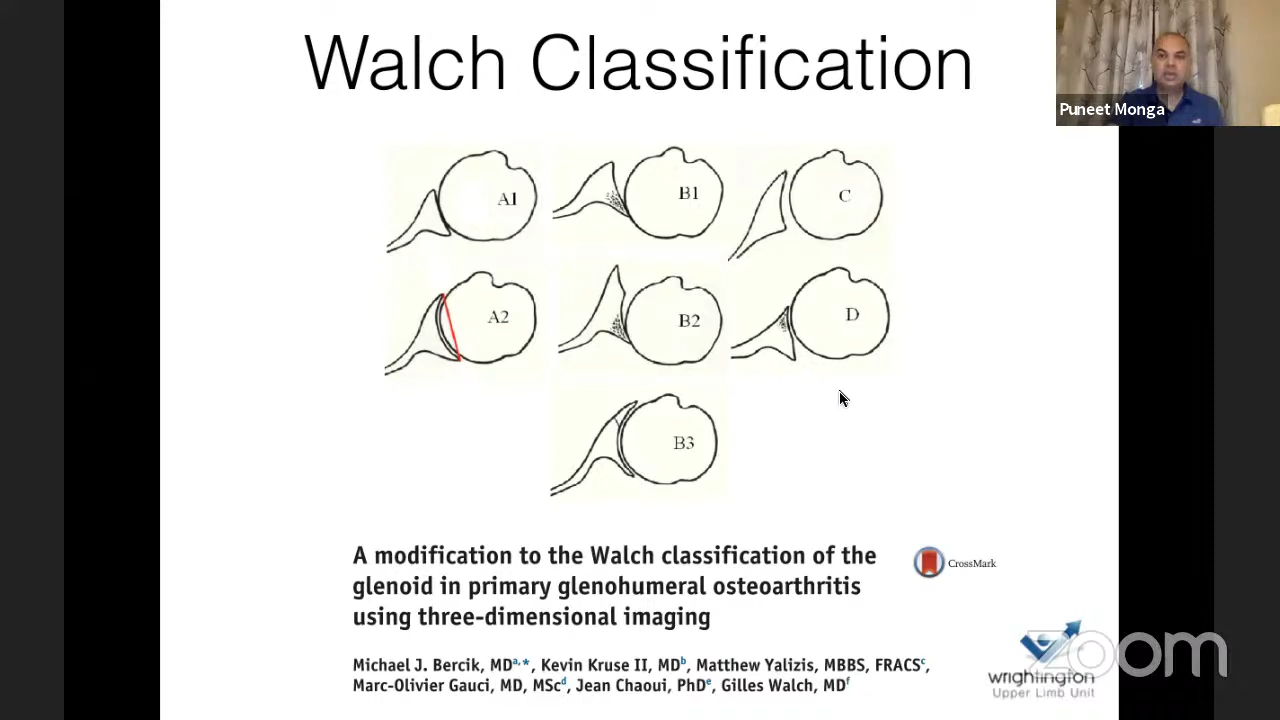 Walch Classification
Puneet Monga
A1
B1
C
A2
B2
D
B3
A modification to the Walch classification of the
glenoid in primary glenohumeral osteoarthritis
using three-dimensional imaging
CrossMark
Michael J. Bercik, MDa,*, Kevin Kruse II, MDb, Matthew Yalizis, MBBS, FRACSc,
Marc-Olivier Gauci, MD, MScd, Jean Chaoui, PhDe, Gilles Walch, MDf
zoom
wrightington
Upper Limb Unit